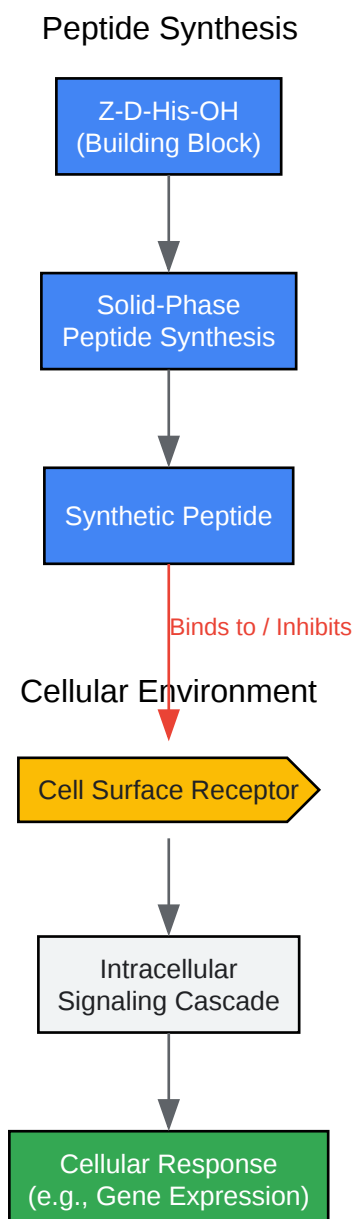 Peptide Synthesis
Z-D-His-OH
(Building Block)
Solid-Phase
Peptide Synthesis
Synthetic Peptide
Binds to / Inhibits
Cellular Environment
Cell Surface Receptor
Intracellular
Signaling Cascade
Cellular Response
(e.g., Gene Expression)